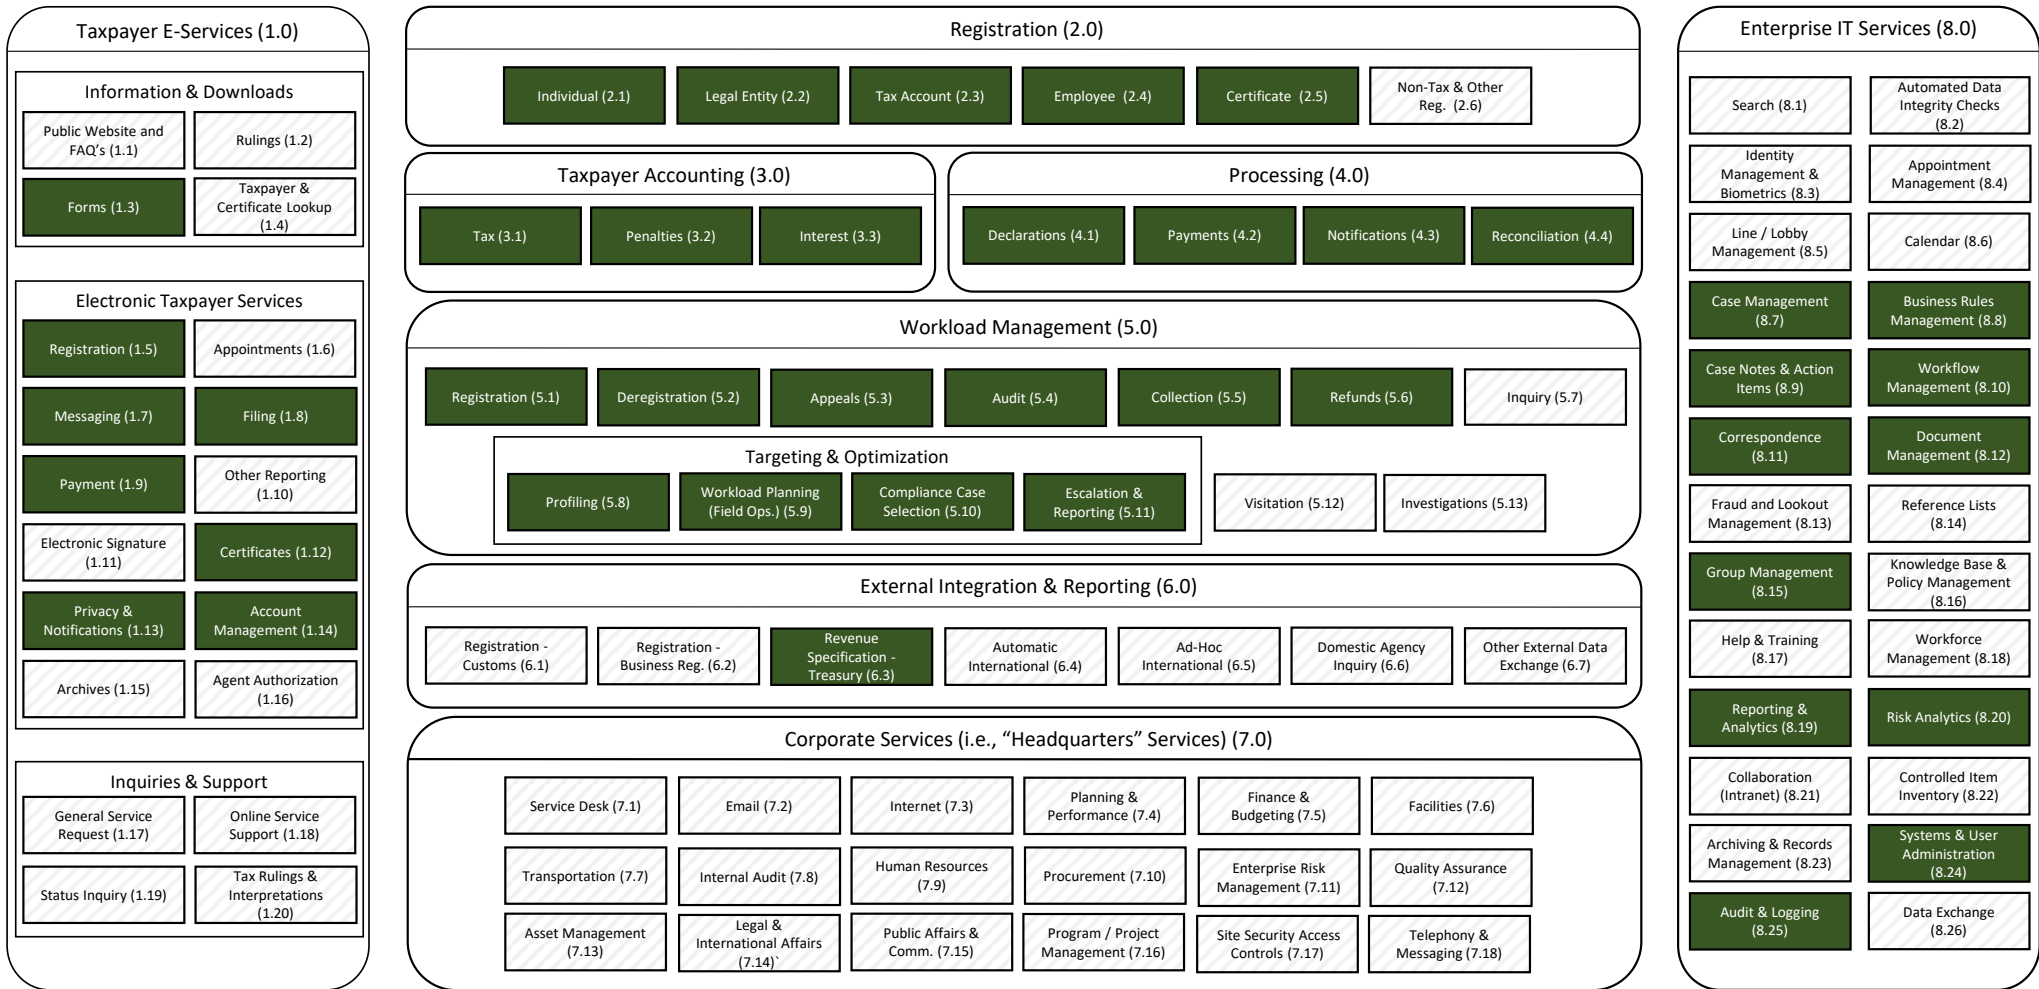 Taxpayer E-Services (1.0)
Information & Downloads
Public Website and
FAQ's (1.1)
Rulings (1.2)
Forms (1.3)
Taxpayer &
Certificate Lookup
(1.4)
Electronic Taxpayer Services
Registration (1.5)
Appointments (1.6)
Messaging (1.7)
Filing (1.8)
Payment (1.9)
Other Reporting
(1.10)
Electronic Signature
(1.11)
Certificates (1.12)
Privacy &
Notifications (1.13)
Account
Management (1.14)
Archives (1.15)
Agent Authorization
(1.16)
Inquiries & Support
General Service
Request (1.17)
Online Service
Support (1.18)
Status Inquiry (1.19)
Tax Rulings &
Interpretations
(1.20)
Registration (2.0)
Individual (2.1)
Legal Entity (2.2)
Tax Account (2.3)
Employee (2.4)
Certificate (2.5)
Non-Tax & Other
Reg. (2.6)
Taxpayer Accounting (3.0)
Tax (3.1)
Penalties (3.2)
Interest (3.3)
Processing (4.0)
Declarations (4.1)
Payments (4.2)
Notifications (4.3)
Reconciliation (4.4)
Workload Management (5.0)
Registration (5.1)
Deregistration (5.2)
Appeals (5.3)
Audit (5.4)
Collection (5.5)
Refunds (5.6)
Inquiry (5.7)
Targeting & Optimization
Profiling (5.8)
Workload Planning
(Field Ops.) (5.9)
Compliance Case
Selection (5.10)
Escalation &
Reporting (5.11)
Visitation (5.12)
Investigations (5.13)
External Integration & Reporting (6.0)
Registration -
Customs (6.1)
Registration -
Business Reg. (6.2)
Revenue
Specification -
Treasury (6.3)
Automatic
International (6.4)
Ad-Hoc
International (6.5)
Domestic Agency
Inquiry (6.6)
Other External Data
Exchange (6.7)
Corporate Services (i.e., “Headquarters” Services) (7.0)
Service Desk (7.1)
Email (7.2)
Internet (7.3)
Planning &
Performance (7.4)
Finance &
Budgeting (7.5)
Facilities (7.6)
Transportation (7.7)
Internal Audit (7.8)
Human Resources
(7.9)
Procurement (7.10)
Enterprise Risk
Management (7.11)
Quality Assurance
(7.12)
Asset Management
(7.13)
Legal &
International Affairs
(7.14)`
Public Affairs &
Comm. (7.15)
Program / Project
Management (7.16)
Site Security Access
Controls (7.17)
Telephony &
Messaging (7.18)
Enterprise IT Services (8.0)
Search (8.1)
Automated Data
Integrity Checks
(8.2)
Identity
Management &
Biometrics (8.3)
Appointment
Management (8.4)
Line / Lobby
Management (8.5)
Calendar (8.6)
Case Management
(8.7)
Business Rules
Management (8.8)
Case Notes & Action
Items (8.9)
Workflow
Management (8.10)
Correspondence
(8.11)
Document
Management (8.12)
Fraud and Lookout
Management (8.13)
Reference Lists
(8.14)
Group Management
(8.15)
Knowledge Base &
Policy Management
(8.16)
Help & Training
(8.17)
Workforce
Management (8.18)
Reporting &
Analytics (8.19)
Risk Analytics (8.20)
Collaboration
(Intranet) (8.21)
Controlled Item
Inventory (8.22)
Archiving & Records
Management (8.23)
Systems & User
Administration
(8.24)
Audit & Logging
(8.25)
Data Exchange
(8.26)